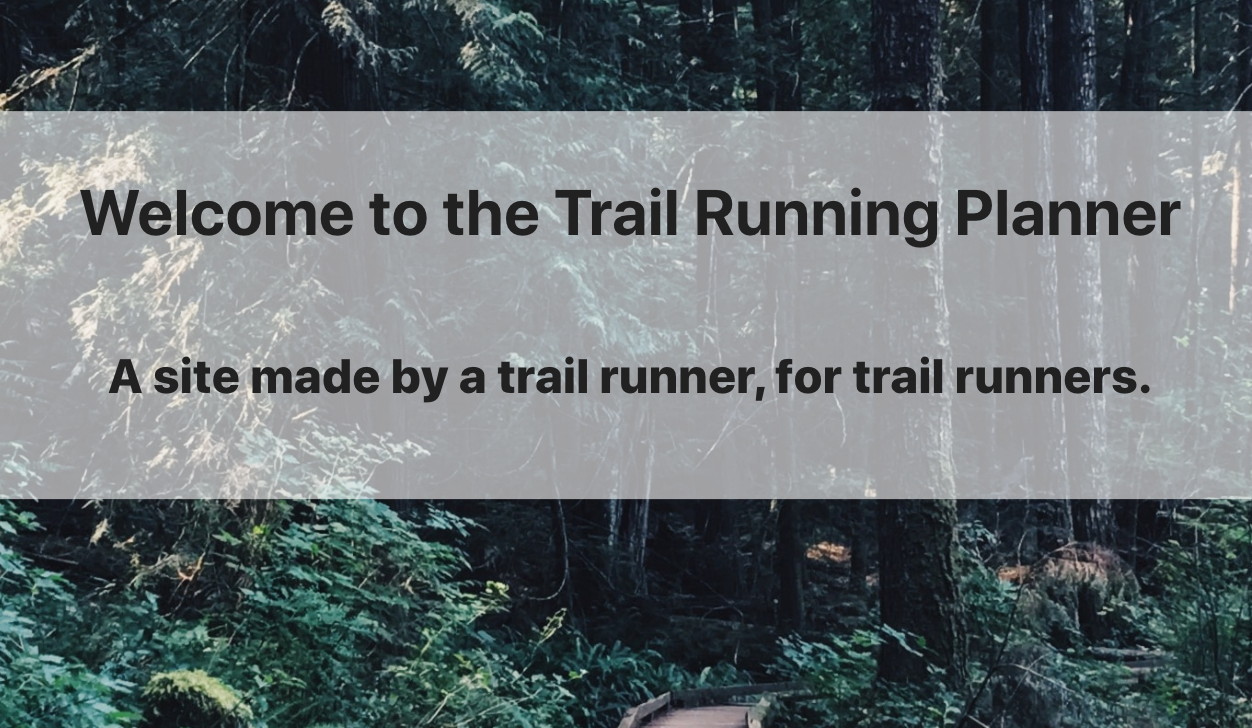 Welcome to the Trail Running Planner
A site made by a trail runner, for trail runners.